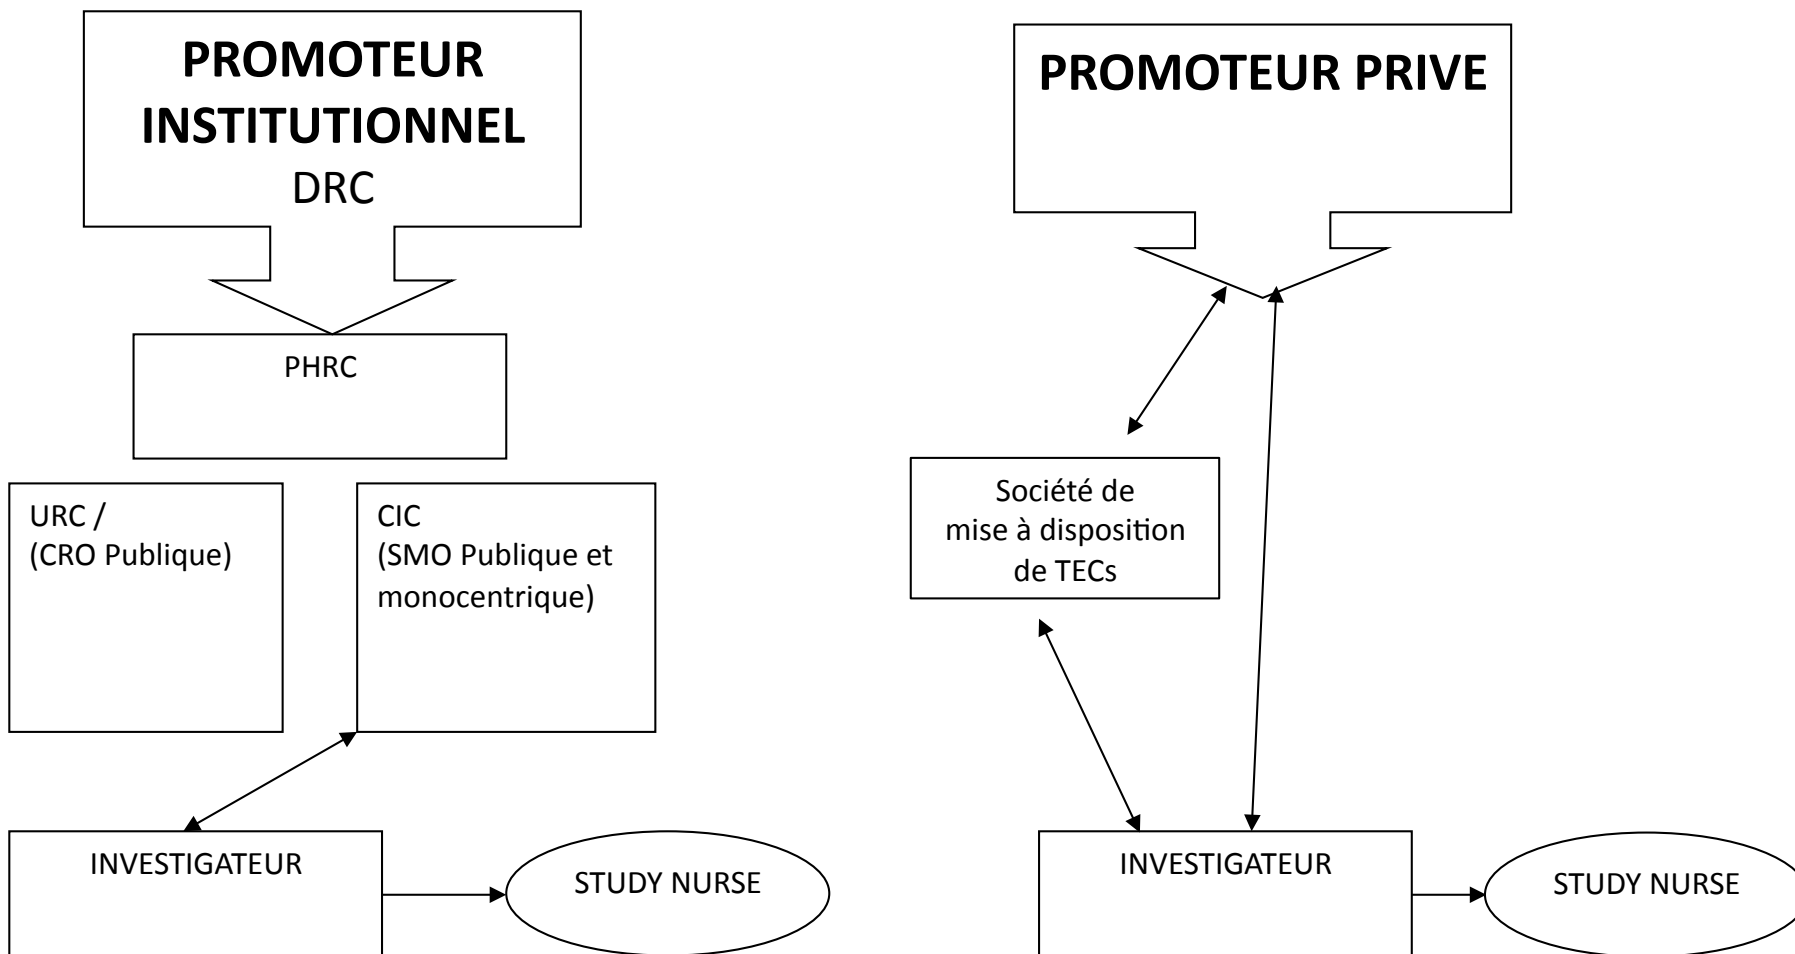 PROMOTEUR
INSTITUTIONNEL
DRC
PHRC
URC /
(CRO Publique)
CIC
(SMO Publique et
monocentrique)
INVESTIGATEUR
STUDY NURSE
PROMOTEUR PRIVE
Société de
mise à disposition
de TECs
INVESTIGATEUR
STUDY NURSE